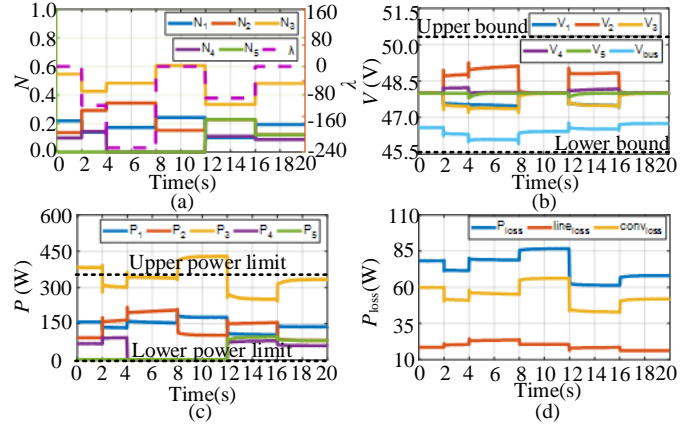 1.0
0.8
0.6
0.4
0.2
0.0
N
N₁ N₂ N₃
N₄ N₅ λ
160
80
0
-80
-160
-240
λ
0 2 4 6 8 10 12 14 16 18 20
Time(s)
(a)
51.5
50.0
48.5
47.0
45.5
V (V)
Upper bound
V₁ V₂ V₃
V₄ V₅ V_bus
Lower bound
0 2 4 6 8 10 12 14 16 18 20
Time(s)
(b)
600
450
300
150
0
P (W)
P₁ P₂ P₃ P₄ P₅
Upper power limit
Lower power limit
0 2 4 6 8 10 12 14 16 18 20
Time(s)
(c)
110
85
60
35
10
P_loss(W)
P_loss line_loss conv_loss
0 2 4 6 8 10 12 14 16 18 20
Time(s)
(d)